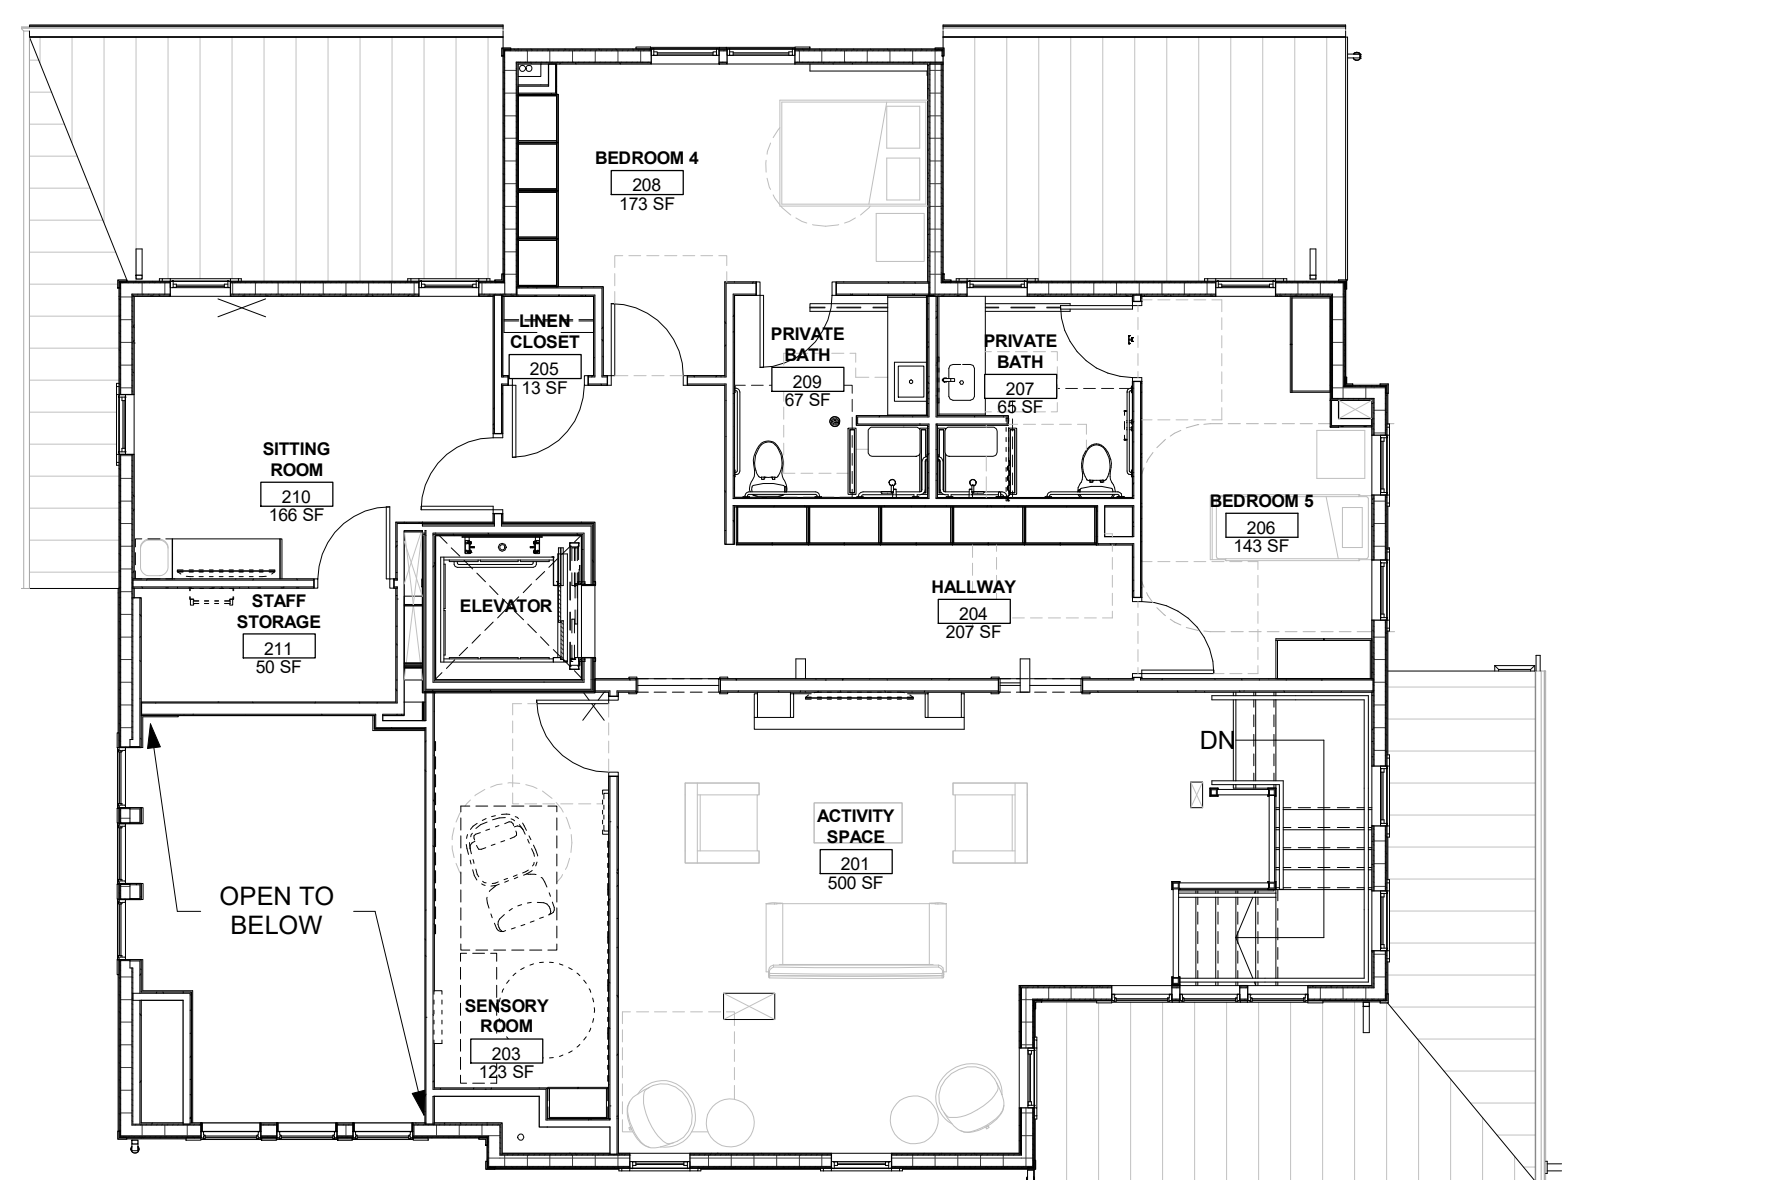 BEDROOM 4
208
173 SF
LINEN
CLOSET
205
13 SF
PRIVATE
BATH
209
67 SF
PRIVATE
BATH
207
65 SF
SITTING
ROOM
210
166 SF
BEDROOM 5
206
143 SF
STAFF
STORAGE
211
50 SF
ELEVATOR
HALLWAY
204
207 SF
DN
ACTIVITY
SPACE
201
500 SF
OPEN TO
BELOW
SENSORY
ROOM
203
123 SF